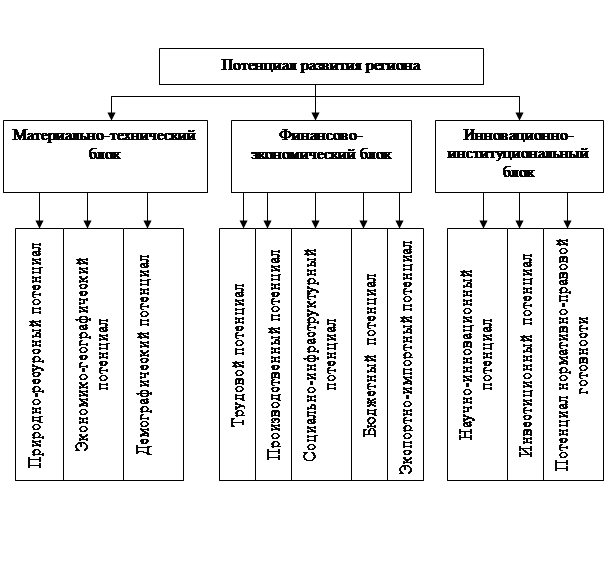 Потенциал развития региона
Материально-технический
блок
Финансово-
экономический блок
Инновационно-
институциональный
блок
Природно-ресурсный потенциал
Экономико-географический
потенциал
Демографический потенциал
Трудовой потенциал
Производственный потенциал
Социально-инфраструктурный
потенциал
Бюджетный потенциал
Экспортно-импортный потенциал
Научно-инновационный
потенциал
Инвестиционный потенциал
Потенциал нормативно-правовой
готовности